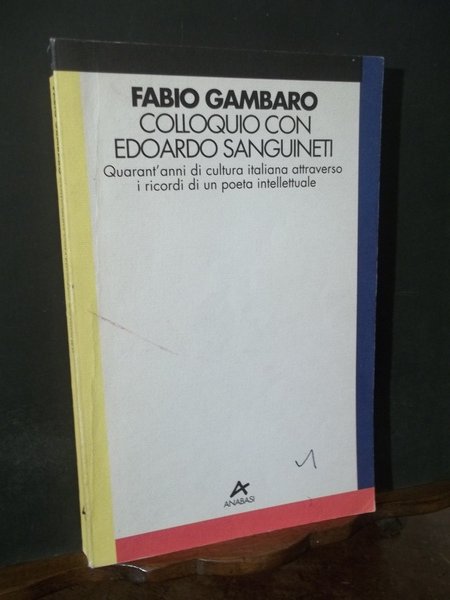 FABIO GAMBARO
COLLOQUIO CON
EDOARDO SANGUINETI
Quarant'anni di cultura italiana attraverso
i ricordi di un poeta intellettuale
ANABASI